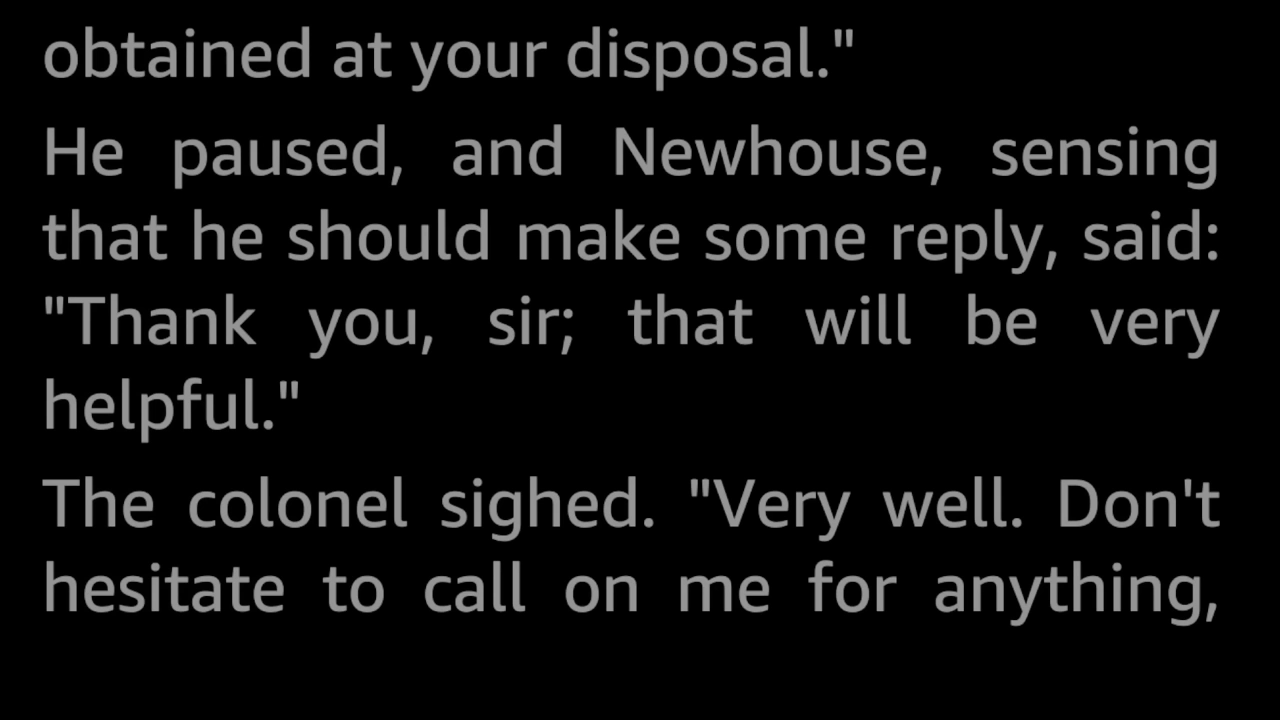 obtained at your disposal."
He paused, and Newhouse, sensing
that he should make some reply, said:
"Thank you, sir; that will be very
helpful."
The colonel sighed. "Very well. Don't
hesitate to call on me for anything,